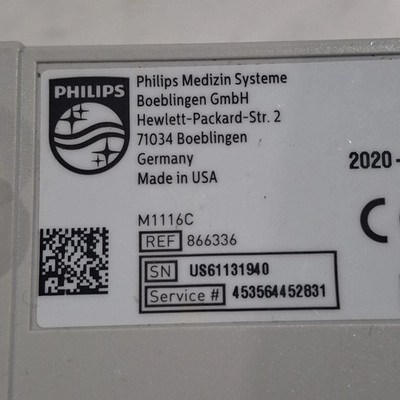 PHILIPS
Philips Medizin Systeme
Boeblingen GmbH
Hewlett-Packard-Str. 2
71034 Boeblingen
Germany
Made in USA
2020-
M1116C
REF 866336
CE
SN US61131940
Service # 453564452831